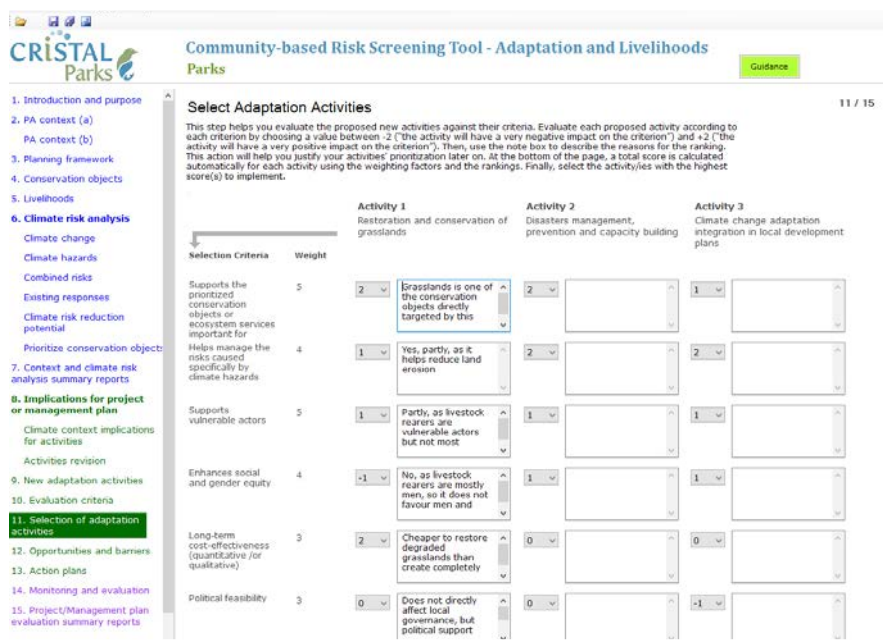 CRiSTAL
Parks
Community-based Risk Screening Tool - Adaptation and Livelihoods
Parks
Guidance
1. Introduction and purpose
2. PA context (a)
PA context (b)
3. Planning framework
4. Conservation objects
5. Livelihoods
6. Climate risk analysis
Climate change
Climate hazards
Combined risks
Existing responses
Climate risk reduction
potential
Prioritize conservation objects
7. Context and climate risk
analysis summary reports
8. Implications for project
or management plan
Climate context implications
for activities
Activities revision
9. New adaptation activities
10. Evaluation criteria
11. Selection of adaptation
activities
12. Opportunities and barriers
13. Action plans
14. Monitoring and evaluation
15. Project/Management plan
evaluation summary reports
Select Adaptation Activities
11 / 15
This step helps you evaluate the proposed new activities against their criteria. Evaluate each proposed activity according to
each criterion by choosing a value between -2 ("the activity will have a very negative impact on the criterion") and +2 ("the
activity will have a very positive impact on the criterion"). Then, use the note box to describe the reasons for the ranking.
This action will help you justify your activities' prioritization later on. At the bottom of the page, a total score is calculated
automatically for each activity using the weighting factors and the rankings. Finally, select the activity/ies with the highest
score(s) to implement.
Activity 1
Restoration and conservation of
grasslands
Activity 2
Disasters management,
prevention and capacity building
Activity 3
Climate change adaptation
integration in local development
plans
Selection Criteria Weight
Supports the
prioritized
conservation
objects or
ecosystem services
important for
5
2
Grasslands is one of
the conservation
objects directly
targeted by this
2
1
Helps manage the
risks caused
specifically by
climate hazards
4
1
Yes, partly, as it
helps reduce land
erosion
2
2
Supports
vulnerable actors
5
1
Partly, as livestock
rearers are
vulnerable actors
but not most
1
1
Enhances social
and gender equity
4
-1
No, as livestock
rearers are mostly
men, so it does not
favour men and
1
1
Long-term
cost-effectiveness
(quantitative /or
qualitative)
3
2
Cheaper to restore
degraded
grasslands than
create completely
0
0
Political feasibility
3
0
Does not directly
affect local
governance, but
political support
0
-1